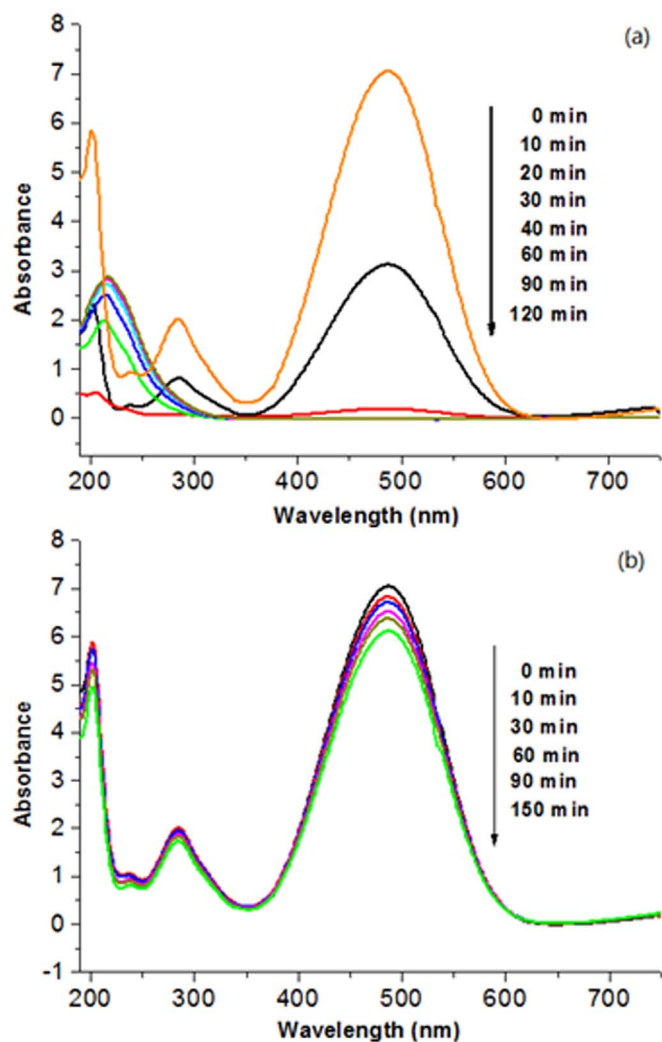 (a)
8
7
6
5
4
3
2
1
0
Absorbance
0 min
10 min
20 min
30 min
40 min
60 min
90 min
120 min
200 300 400 500 600 700
Wavelength (nm)
(b)
8
7
6
5
4
3
2
1
0
-1
Absorbance
0 min
10 min
30 min
60 min
90 min
150 min
200 300 400 500 600 700
Wavelength (nm)